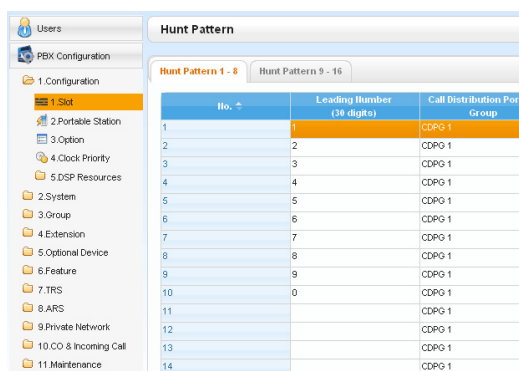 Users
PBX Configuration
1.Configuration
1.Slot
2.Portable Station
3.Option
4.Clock Priority
5.DSP Resources
2.System
3.Group
4.Extension
5.Optional Device
6.Feature
7.TRS
8.ARS
9.Private Network
10.CO & Incoming Call
11.Maintenance
Hunt Pattern
Hunt Pattern 1 - 8 Hunt Pattern 9 - 16
No. Leading Number (30 digits) Call Distribution Por Group
1 1 CDPG 1
2 2 CDPG 1
3 3 CDPG 1
4 4 CDPG 1
5 5 CDPG 1
6 6 CDPG 1
7 7 CDPG 1
8 8 CDPG 1
9 9 CDPG 1
10 0 CDPG 1
11 CDPG 1
12 CDPG 1
13 CDPG 1
14 CDPG 1